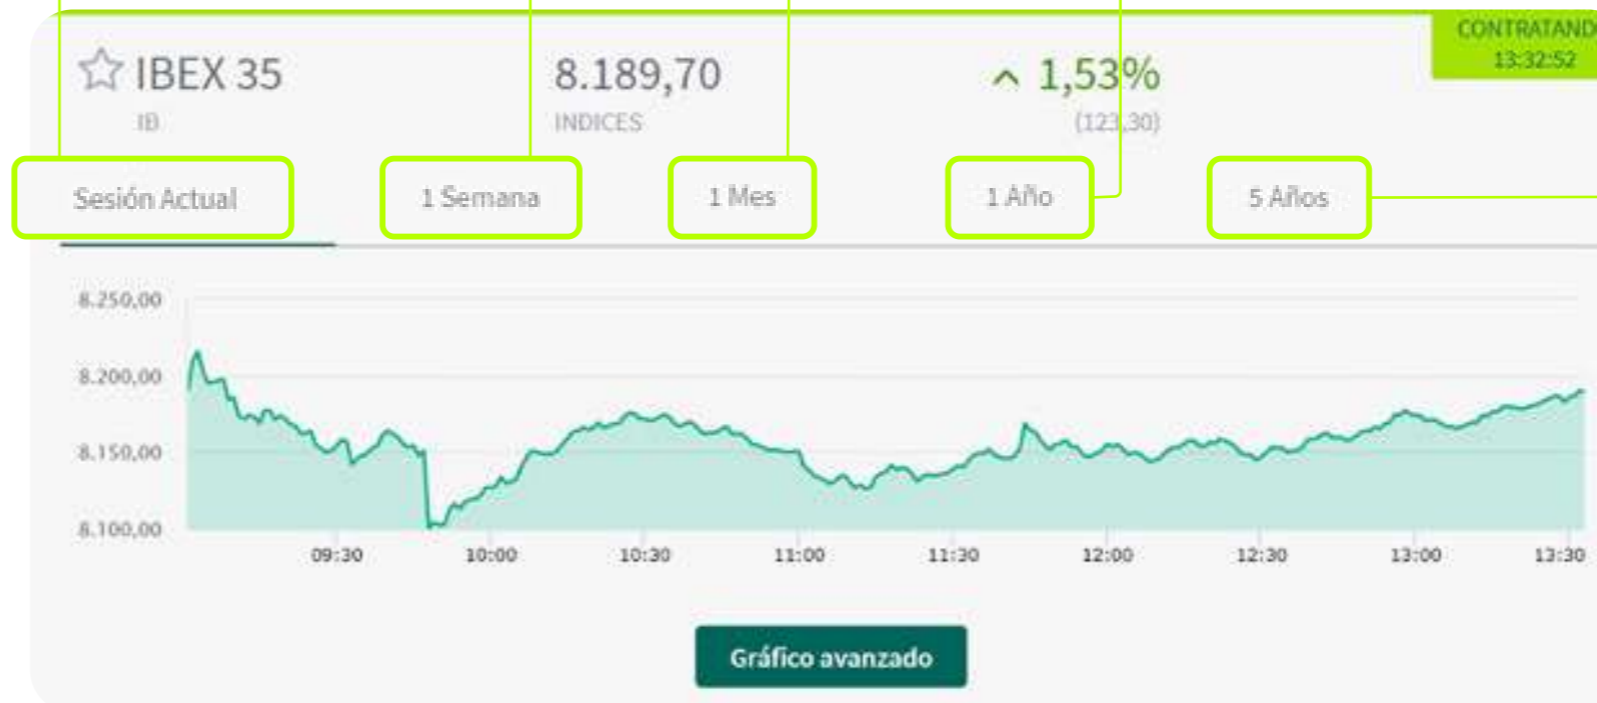 CONTRATAND
13:32:52
IBEX 35
8.189,70
1,53%
IB
INDICES
(123,30)
Sesión Actual
1 Semana
1 Mes
1 Año
5 Años
8.250,00
8.200,00
8.150,00
8.100,00
09:30
10:00
10:30
11:00
11:30
12:00
12:30
13:00
13:30
Gráfico avanzado